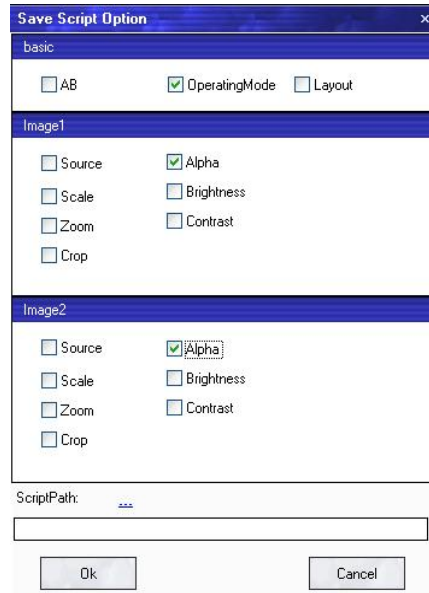 Save Script Option x
basic
AB OperatingMode Layout
Image1
Source Alpha
Scale Brightness
Zoom Contrast
Crop
Image2
Source Alpha
Scale Brightness
Zoom Contrast
Crop
ScriptPath: ...
Ok Cancel